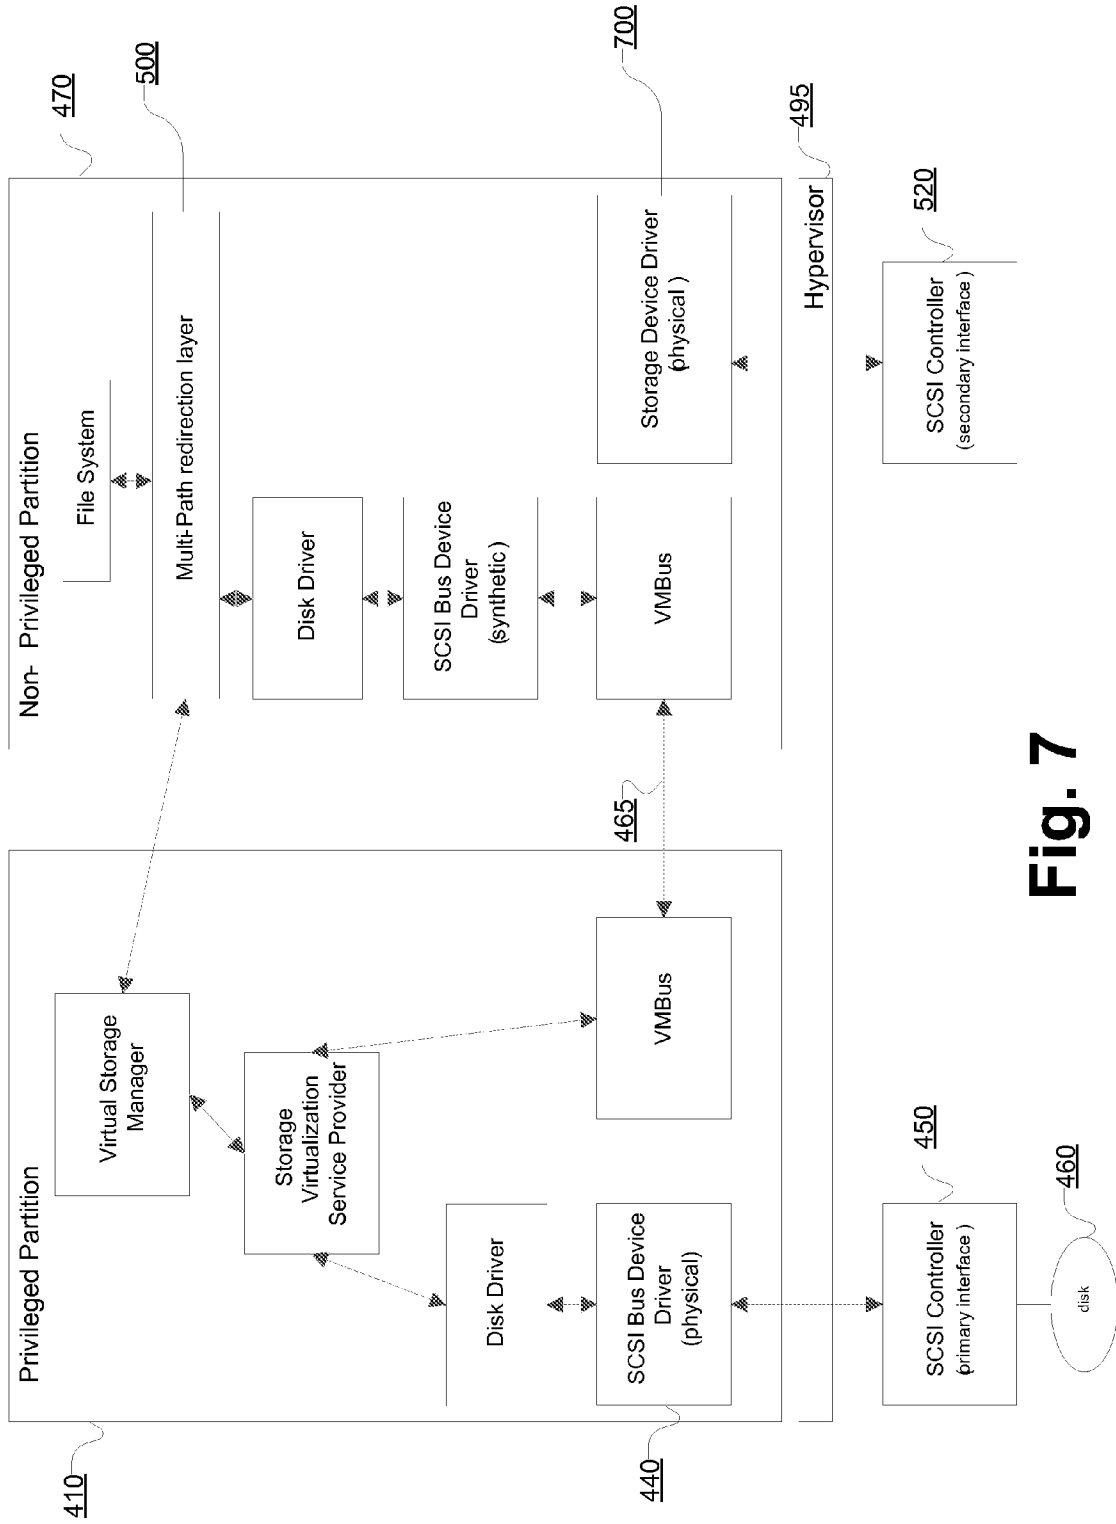 Privileged Partition
410
Virtual Storage
Manager
Storage
Virtualization
Service Provider
Disk Driver
SCSI Bus Device
Driver
(physical)
440
VMBus
465
Non- Privileged Partition
470
File System
Multi-Path redirection layer
500
Disk Driver
SCSI Bus Device
Driver
(synthetic)
VMBus
Storage Device Driver
(physical)
700
Hypervisor
495
SCSI Controller
(primary interface)
450
disk
460
SCSI Controller
(secondary interface)
520
Fig. 7